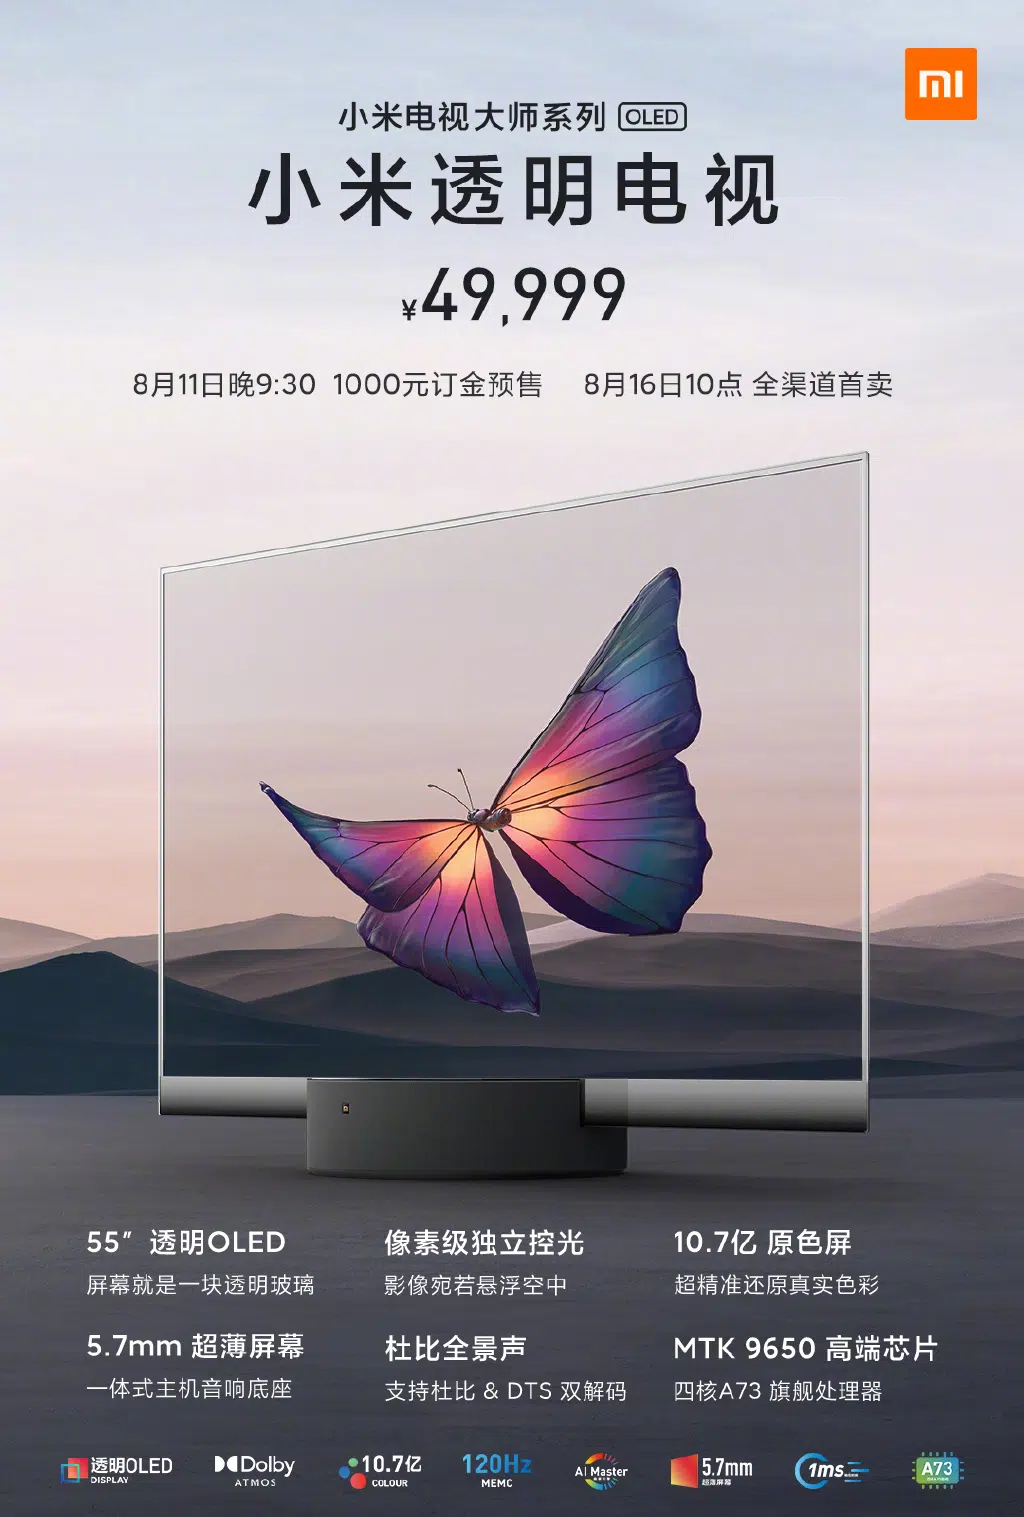 mi
小米电视大师系列 OLED
小米透明电视
¥49,999
8月11日晚9:30 1000元订金预售 8月16日10点 全渠道首卖
55" 透明OLED
屏幕就是一块透明玻璃
像素级独立控光
影像宛若悬浮空中
10.7亿 原色屏
超精准还原真实色彩
5.7mm 超薄屏幕
一体式主机音响底座
杜比全景声
支持杜比 & DTS 双解码
MTK 9650 高端芯片
四核A73 旗舰处理器
透明OLED
DISPLAY
Dolby
ATMOS
10.7亿
COLOUR
120Hz
MEMC
AI Master
5.7mm
超薄屏幕
1ms
A73